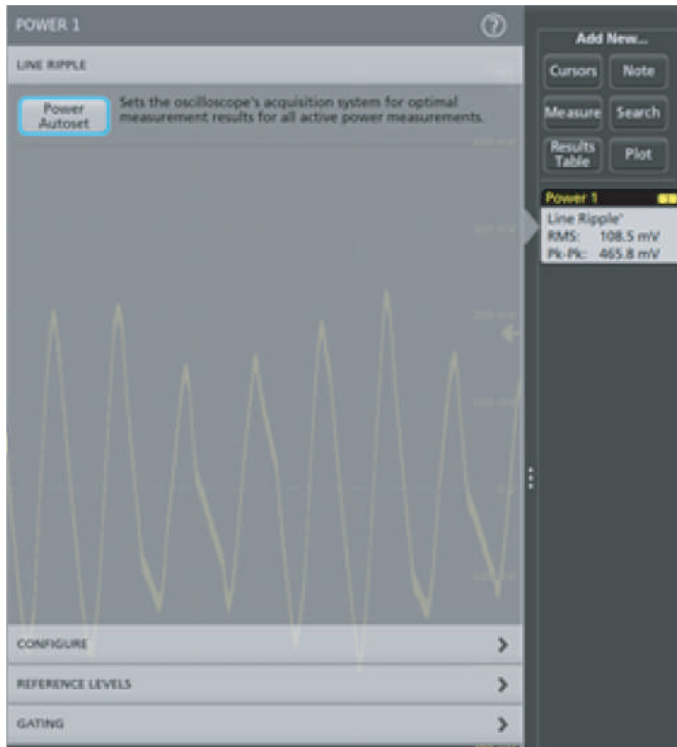 POWER 1
?
LINE RIPPLE
Power
Autoset
Sets the oscilloscope's acquisition system for optimal
measurement results for all active power measurements.
CONFIGURE
REFERENCE LEVELS
GATING
Add New...
Cursors Note
Measure Search
Results
Table
Plot
Power 1
Line Ripple'
RMS: 108.5 mV
Pk-Pk: 465.8 mV